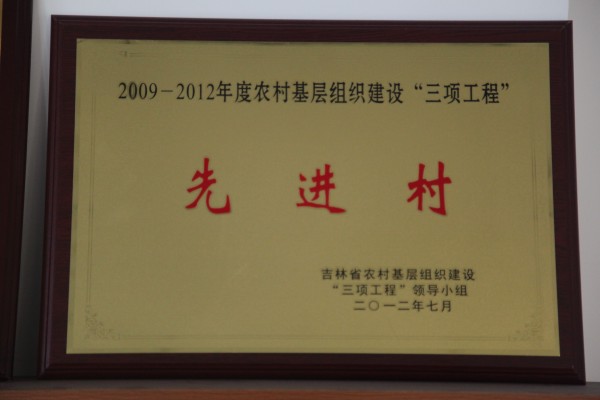 2009－2012年度农村基层组织建设“三项工程”
先进村
吉林省农村基层组织建设
“三项工程”领导小组
二〇一二年七月